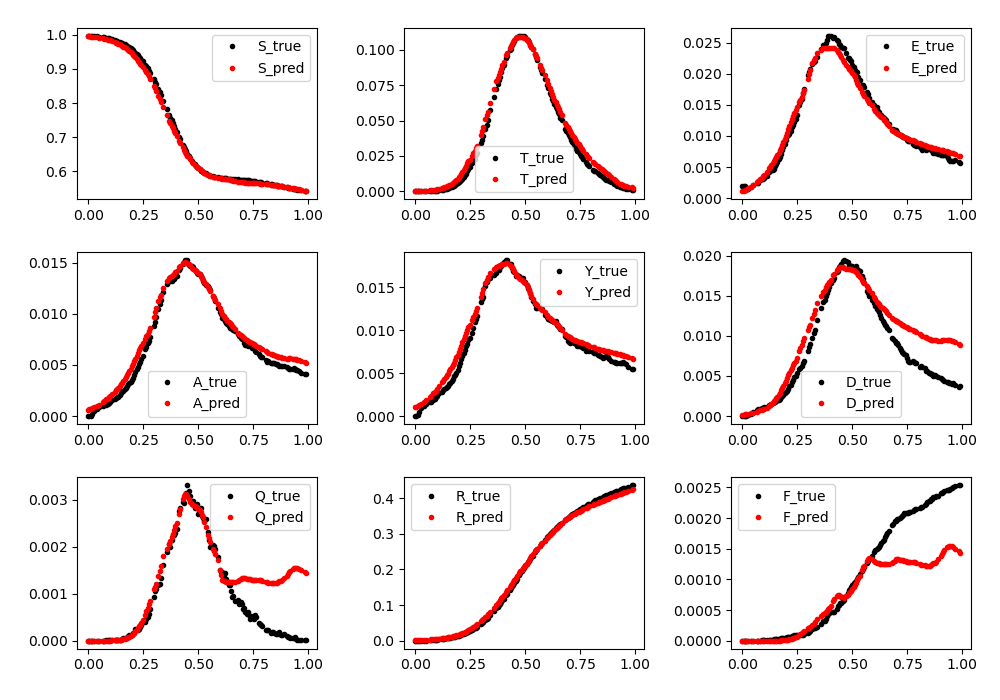 1.0
0.9
0.8
0.7
0.6
S_true
S_pred
0.00 0.25 0.50 0.75 1.00
0.100
0.075
0.050
0.025
0.000
T_true
T_pred
0.00 0.25 0.50 0.75 1.00
0.025
0.020
0.015
0.010
0.005
0.000
E_true
E_pred
0.00 0.25 0.50 0.75 1.00
0.015
0.010
0.005
0.000
A_true
A_pred
0.00 0.25 0.50 0.75 1.00
0.015
0.010
0.005
0.000
Y_true
Y_pred
0.00 0.25 0.50 0.75 1.00
0.020
0.015
0.010
0.005
0.000
D_true
D_pred
0.00 0.25 0.50 0.75 1.00
0.003
0.002
0.001
0.000
Q_true
Q_pred
0.00 0.25 0.50 0.75 1.00
0.4
0.3
0.2
0.1
0.0
R_true
R_pred
0.00 0.25 0.50 0.75 1.00
0.0025
0.0020
0.0015
0.0010
0.0005
0.0000
F_true
F_pred
0.00 0.25 0.50 0.75 1.00